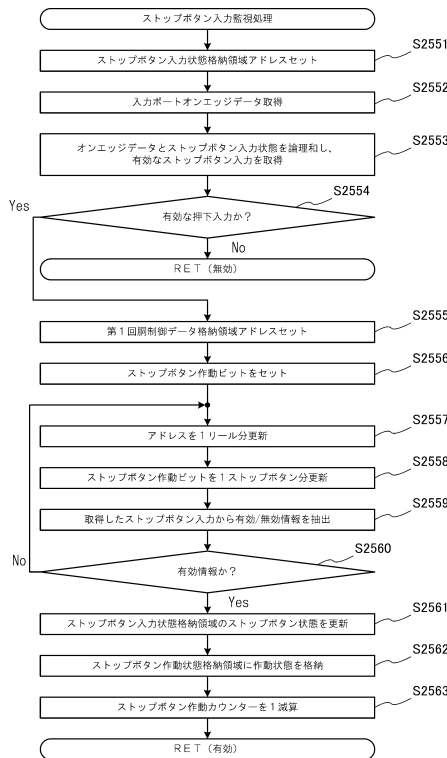 ストップボタン入力監視処理
S2551
ストップボタン入力状態格納領域アドレスセット
S2552
入力ポートオンエッジデータ取得
S2553
オンエッジデータとストップボタン入力状態を論理和し、
有効なストップボタン入力を取得
S2554
Yes
有効な押下入力か？
No
ＲＥＴ（無効）
S2555
第１回胴制御データ格納領域アドレスセット
S2556
ストップボタン作動ビットをセット
S2557
アドレスを１リール分更新
S2558
ストップボタン作動ビットを１ストップボタン分更新
S2559
取得したストップボタン入力から有効/無効情報を抽出
S2560
No
有効情報か？
Yes
S2561
ストップボタン入力状態格納領域のストップボタン状態を更新
S2562
ストップボタン作動状態格納領域に作動状態を格納
S2563
ストップボタン作動カウンターを１減算
ＲＥＴ（有効）